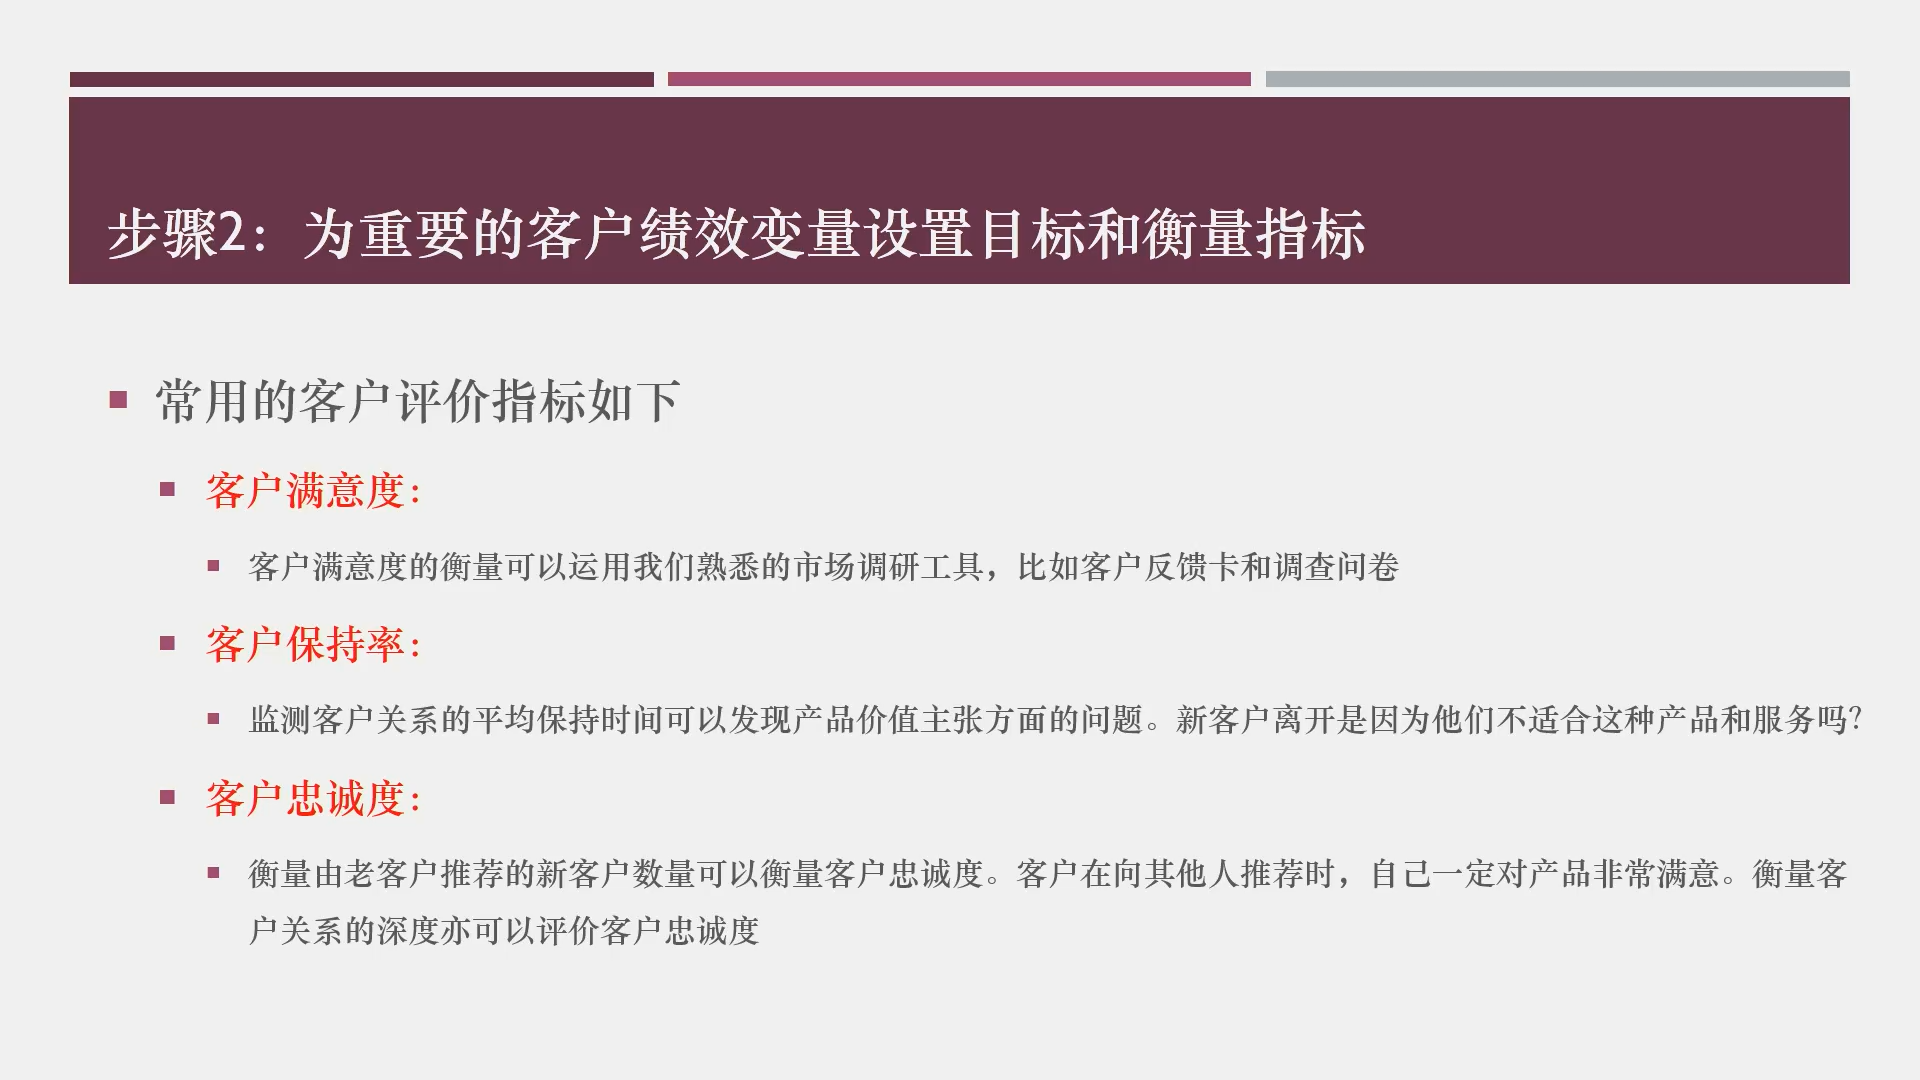 步骤2：为重要的客户绩效变量设置目标和衡量指标
常用的客户评价指标如下
客户满意度：
客户满意度的衡量可以运用我们熟悉的市场调研工具，比如客户反馈卡和调查问卷
客户保持率：
监测客户关系的平均保持时间可以发现产品价值主张方面的问题。新客户离开是因为他们不适合这种产品和服务吗？
客户忠诚度：
衡量由老客户推荐的新客户数量可以衡量客户忠诚度。客户在向其他人推荐时，自己一定对产品非常满意。衡量客
户关系的深度亦可以评价客户忠诚度